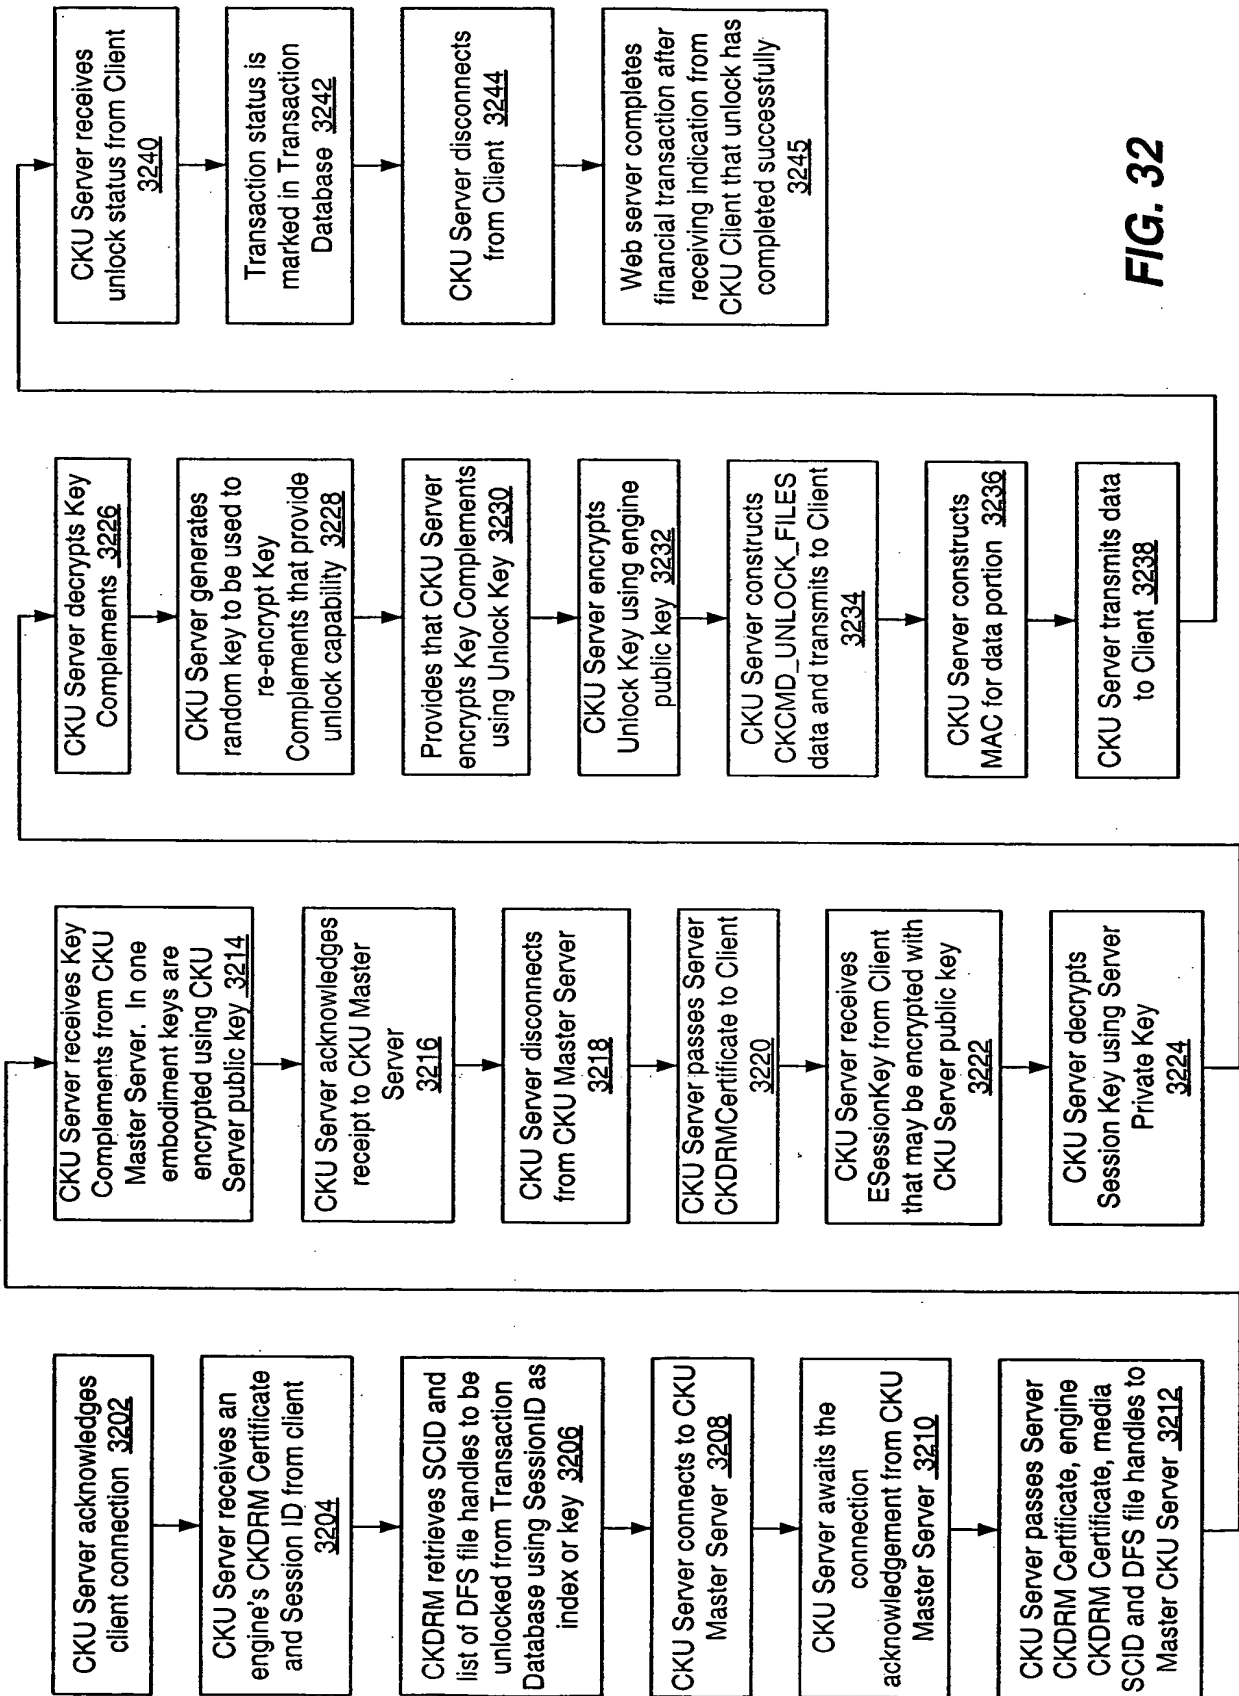 CKU Server acknowledges
client connection 3202
CKU Server receives an
engine's CKDRM Certificate
and Session ID from client
3204
CKDRM retrieves SCID and
list of DFS file handles to be
unlocked from Transaction
Database using SessionID as
index or key 3206
CKU Server connects to CKU
Master Server 3208
CKU Server awaits the
connection
acknowledgement from CKU
Master Server 3210
CKU Server passes Server
CKDRM Certificate, engine
CKDRM Certificate, media
SCID and DFS file handles to
Master CKU Server 3212
CKU Server receives Key
Complements from CKU
Master Server. In one
embodiment keys are
encrypted using CKU
Server public key 3214
CKU Server acknowledges
receipt to CKU Master
Server
3216
CKU Server disconnects
from CKU Master Server
3218
CKU Server passes Server
CKDRMCertificate to Client
3220
CKU Server receives
ESessionKey from Client
that may be encrypted with
CKU Server public key
3222
CKU Server decrypts
Session Key using Server
Private Key
3224
CKU Server decrypts Key
Complements 3226
CKU Server generates
random key to be used to
re-encrypt Key
Complements that provide
unlock capability 3228
Provides that CKU Server
encrypts Key Complements
using Unlock Key 3230
CKU Server encrypts
Unlock Key using engine
public key 3232
CKU Server constructs
CKCMD_UNLOCK_FILES
data and transmits to Client
3234
CKU Server constructs
MAC for data portion 3236
CKU Server transmits data
to Client 3238
CKU Server receives
unlock status from Client
3240
Transaction status is
marked in Transaction
Database 3242
CKU Server disconnects
from Client 3244
Web server completes
financial transaction after
receiving indication from
CKU Client that unlock has
completed successfully
3245
FIG. 32